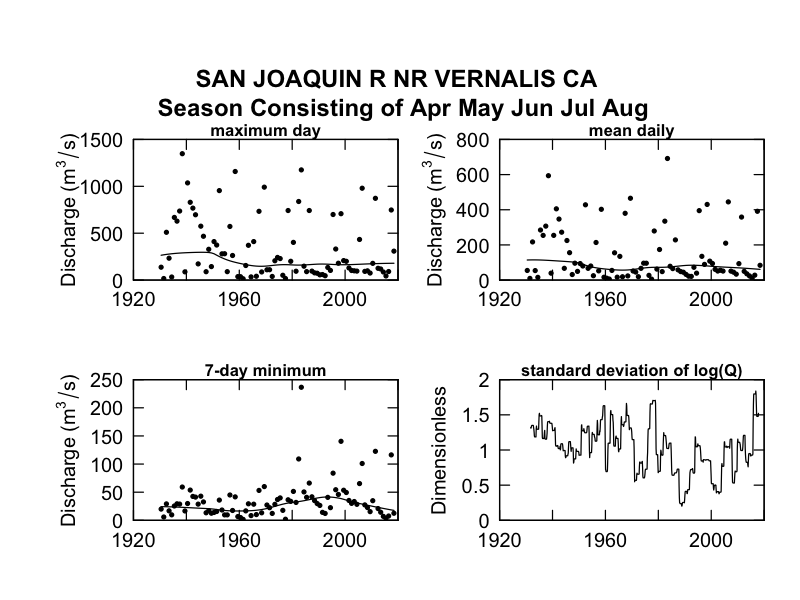 SAN JOAQUIN R NR VERNALIS CA
Season Consisting of Apr May Jun Jul Aug
maximum day
Discharge (m³/s)
1500
1000
500
0
1920 1960 2000
mean daily
Discharge (m³/s)
800
600
400
200
0
1920 1960 2000
7-day minimum
Discharge (m³/s)
250
200
150
100
50
0
1920 1960 2000
standard deviation of log(Q)
Dimensionless
2
1.5
1
0.5
0
1920 1960 2000